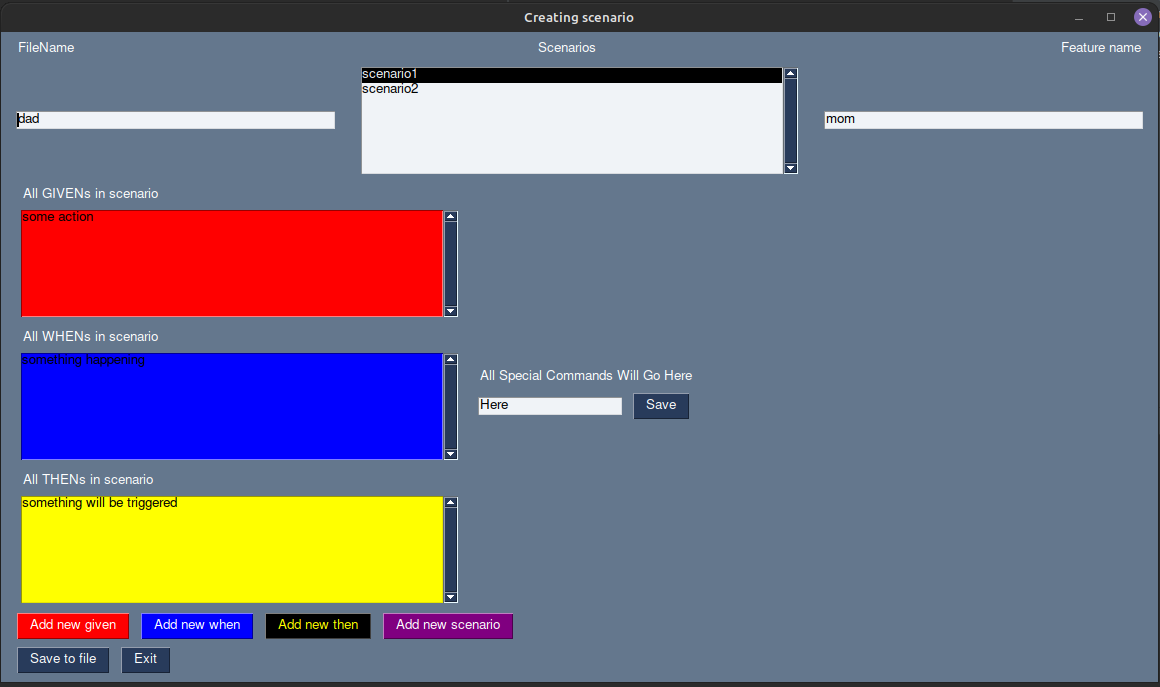 Creating scenario
FileName
Scenarios
Feature name
scenario1
scenario2
dad
mom
All GIVENs in scenario
some action
All WHENs in scenario
something happening
All Special Commands Will Go Here
Here
Save
All THENs in scenario
something will be triggered
Add new given
Add new when
Add new then
Add new scenario
Save to file
Exit